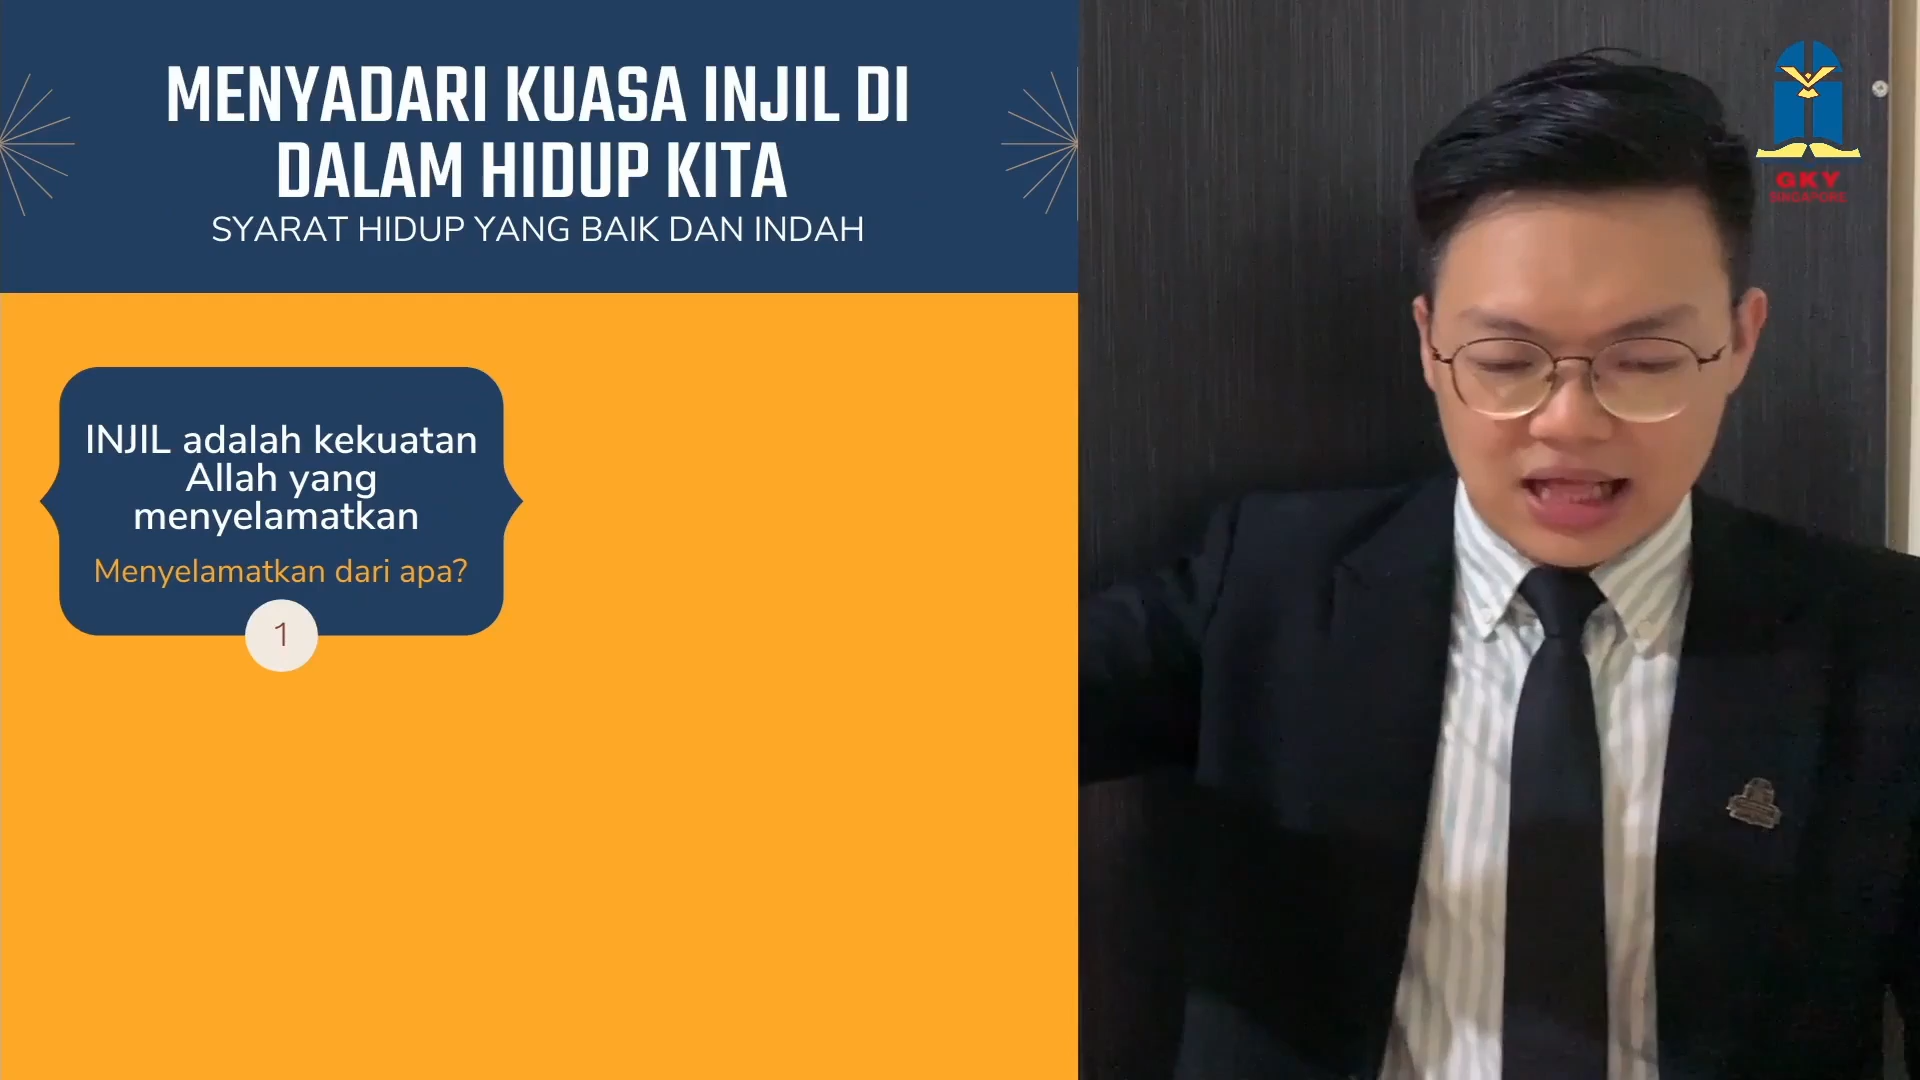 MENYADARI KUASA INJIL DI
DALAM HIDUP KITA
SYARAT HIDUP YANG BAIK DAN INDAH
INJIL adalah kekuatan
Allah yang
menyelamatkan
Menyelamatkan dari apa?
1
GKY
SINGAPORE